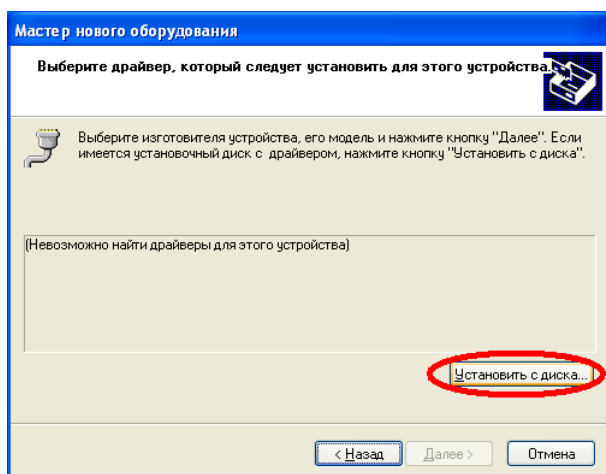 Мастер нового оборудования
Выберите драйвер, который следует установить для этого устройства.
Выберите изготовителя устройства, его модель и нажмите кнопку "Далее". Если
имеется установочный диск с драйвером, нажмите кнопку "Установить с диска".
(Невозможно найти драйверы для этого устройства)
Установить с диска...
< Назад
Далее >
Отмена